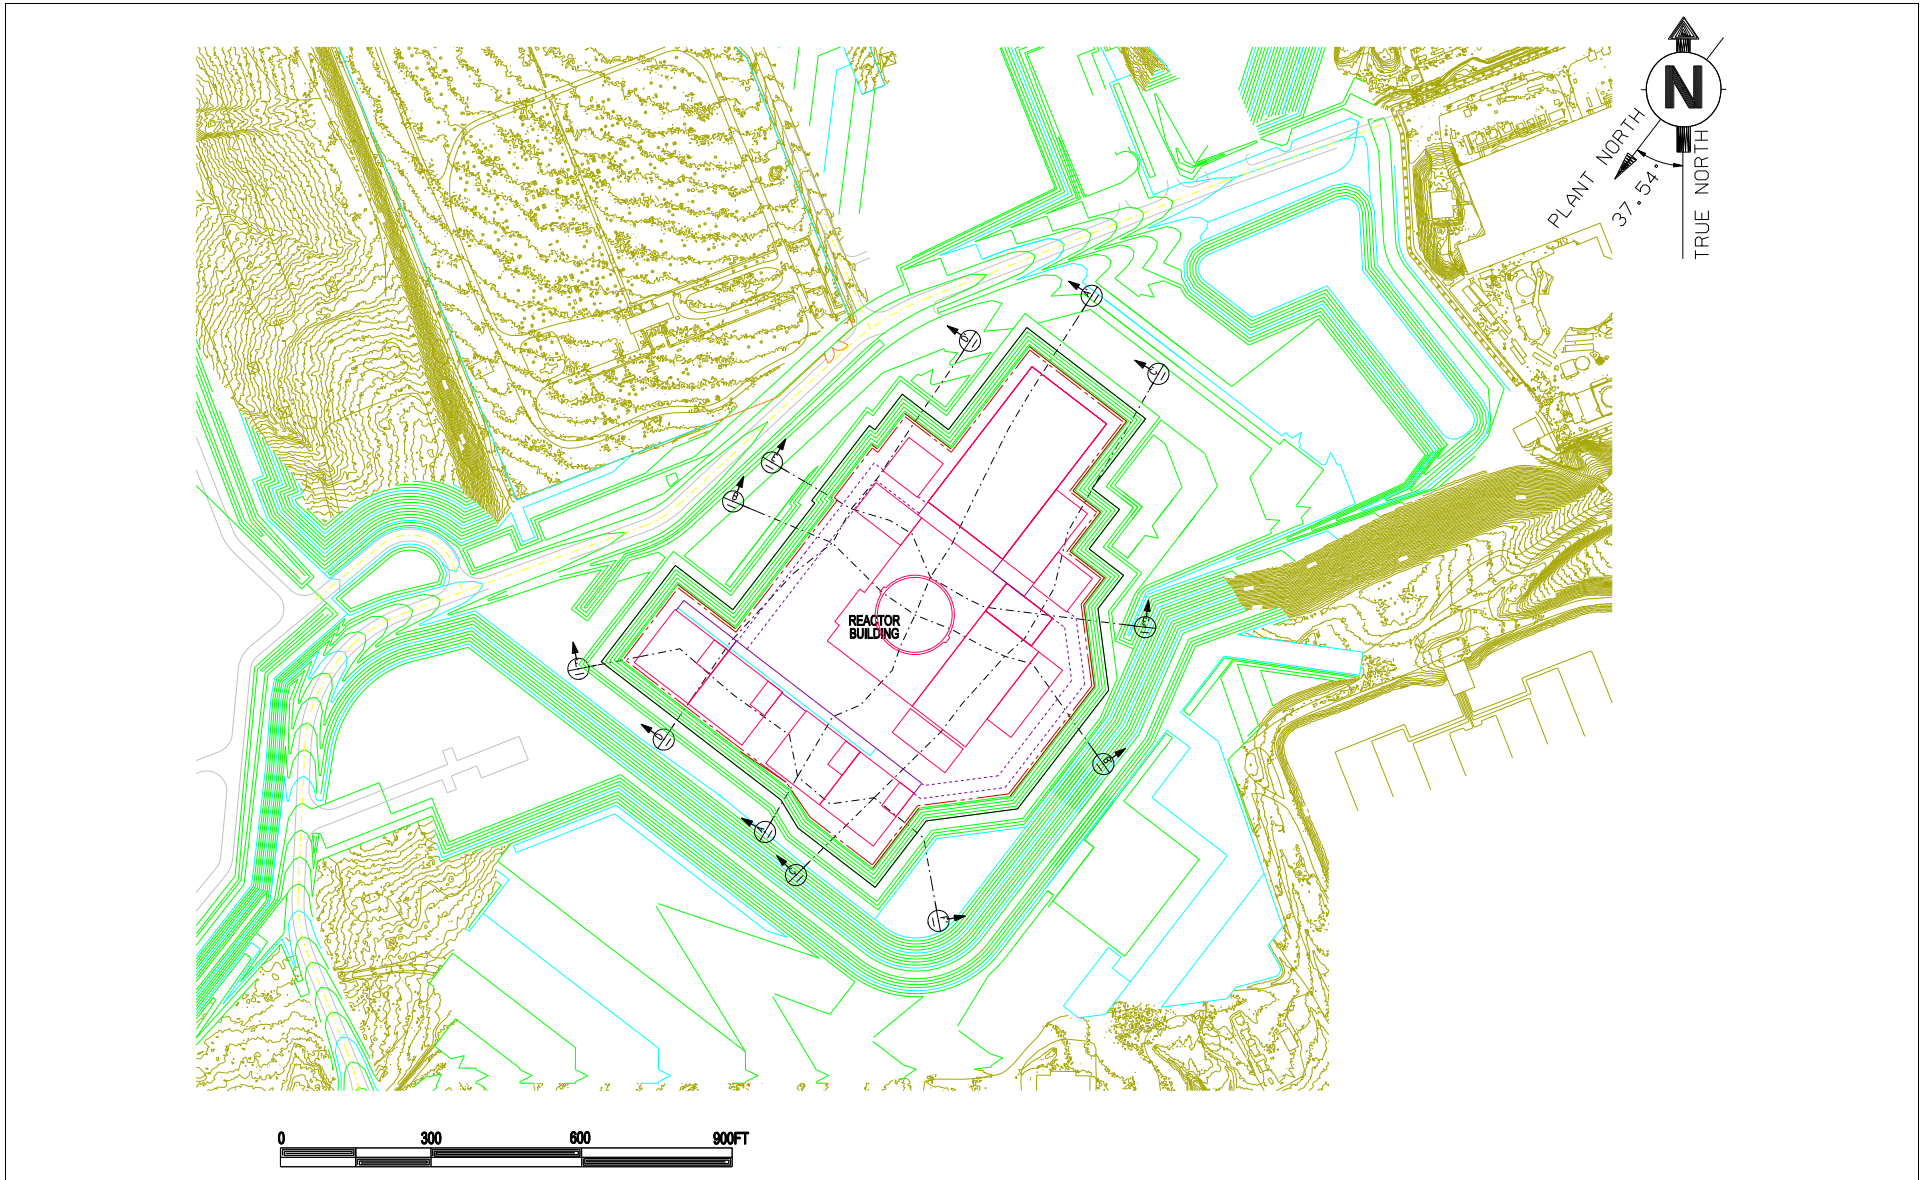 N
PLANT NORTH
37.54°
TRUE NORTH
REACTOR
BUILDING
0 300 600 900FT